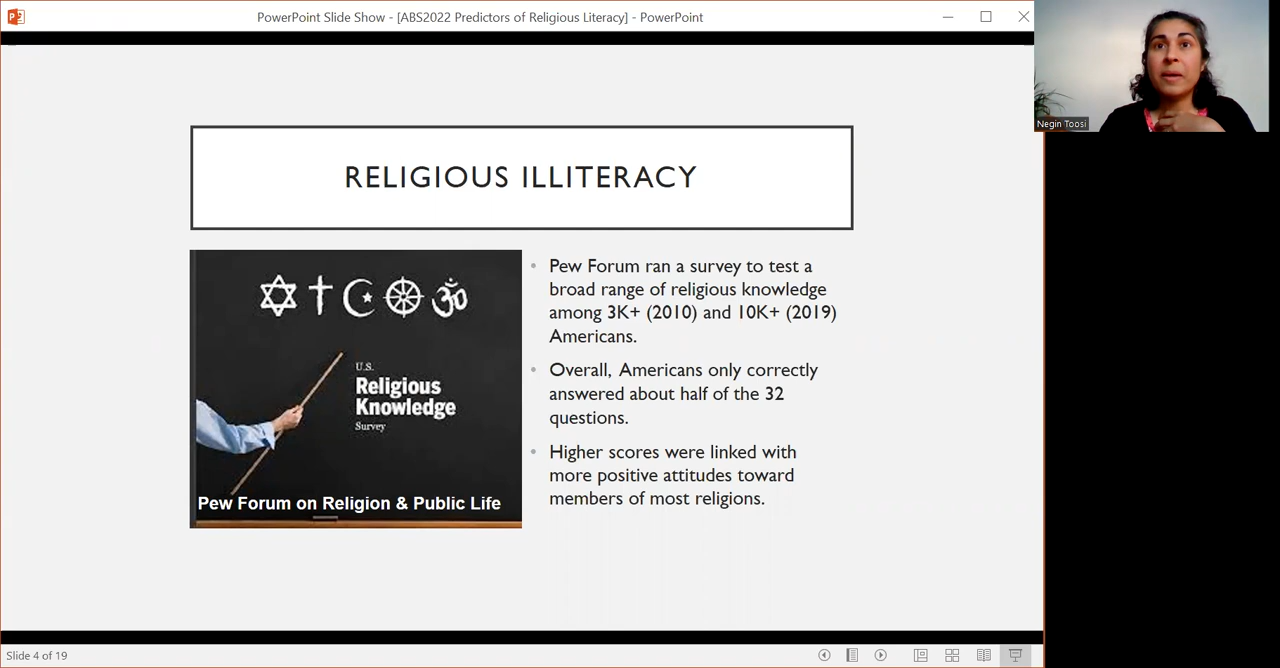 PowerPoint Slide Show - [ABS2022 Predictors of Religious Literacy] - PowerPoint
Negin Toosi
RELIGIOUS ILLITERACY
U.S.
Religious
Knowledge
Survey
Pew Forum on Religion & Public Life
• Pew Forum ran a survey to test a
broad range of religious knowledge
among 3K+ (2010) and 10K+ (2019)
Americans.
• Overall, Americans only correctly
answered about half of the 32
questions.
• Higher scores were linked with
more positive attitudes toward
members of most religions.
Slide 4 of 19